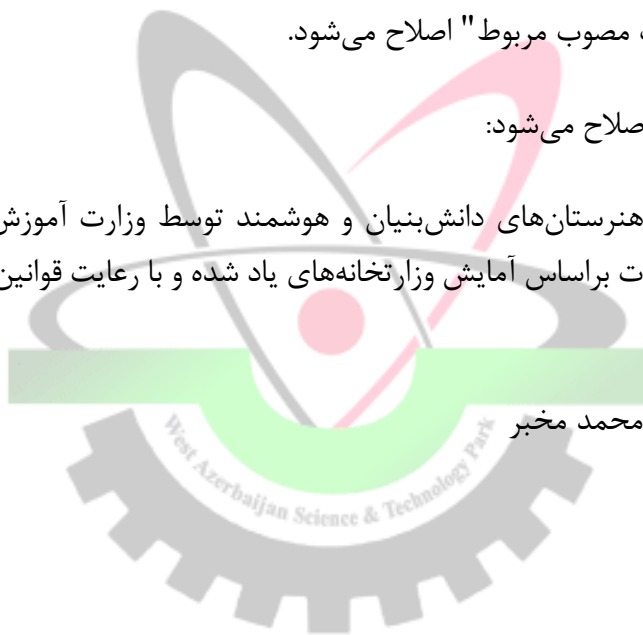 مصوب مربوط" اصلاح می‌شود.
صلاح می‌شود:
هنرستان‌های دانش‌بنیان و هوشمند توسط وزارت آموزش
ت براساس آمایش وزارتخانه‌های یاد شده و با رعایت قوانین
محمد مخبر
West Azerbaijan Science & Technology Park